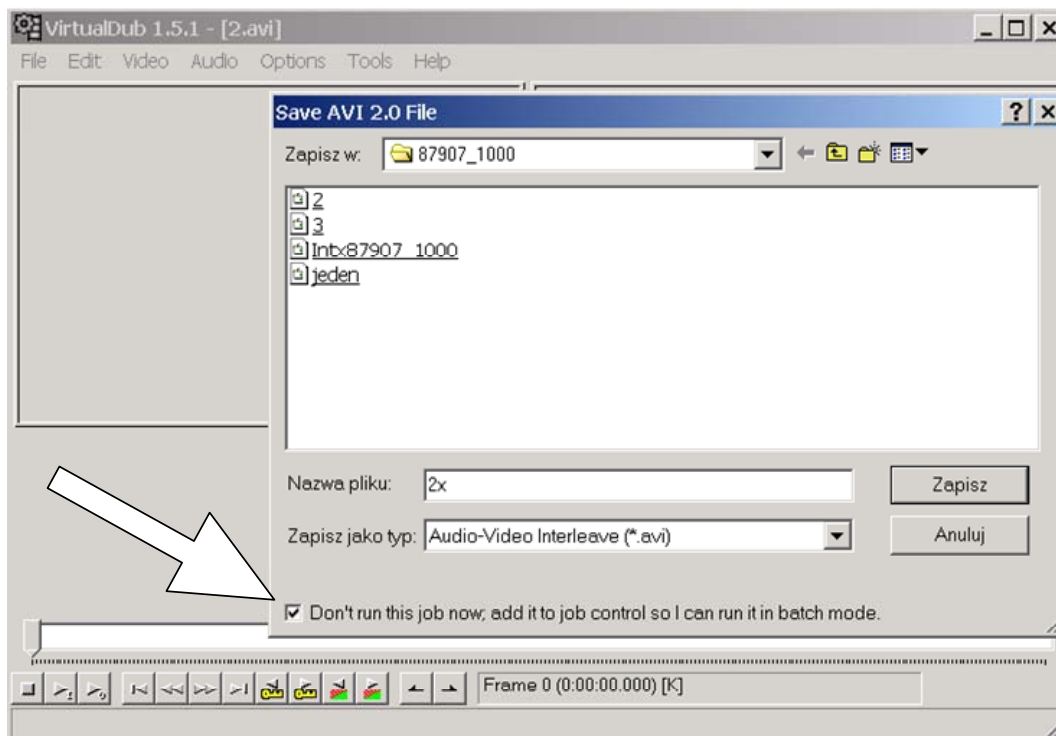 VirtualDub 1.5.1 - [2.avi]
File Edit Video Audio Options Tools Help
Save AVI 2.0 File
Zapisz w: 87907_1000
2
3
Intx87907_1000
jeden
Nazwa pliku: 2x Zapisz
Zapisz jako typ: Audio-Video Interleave (*.avi) Anuluj
Don't run this job now; add it to job control so I can run it in batch mode.
Frame 0 (0:00:00.000) [K]